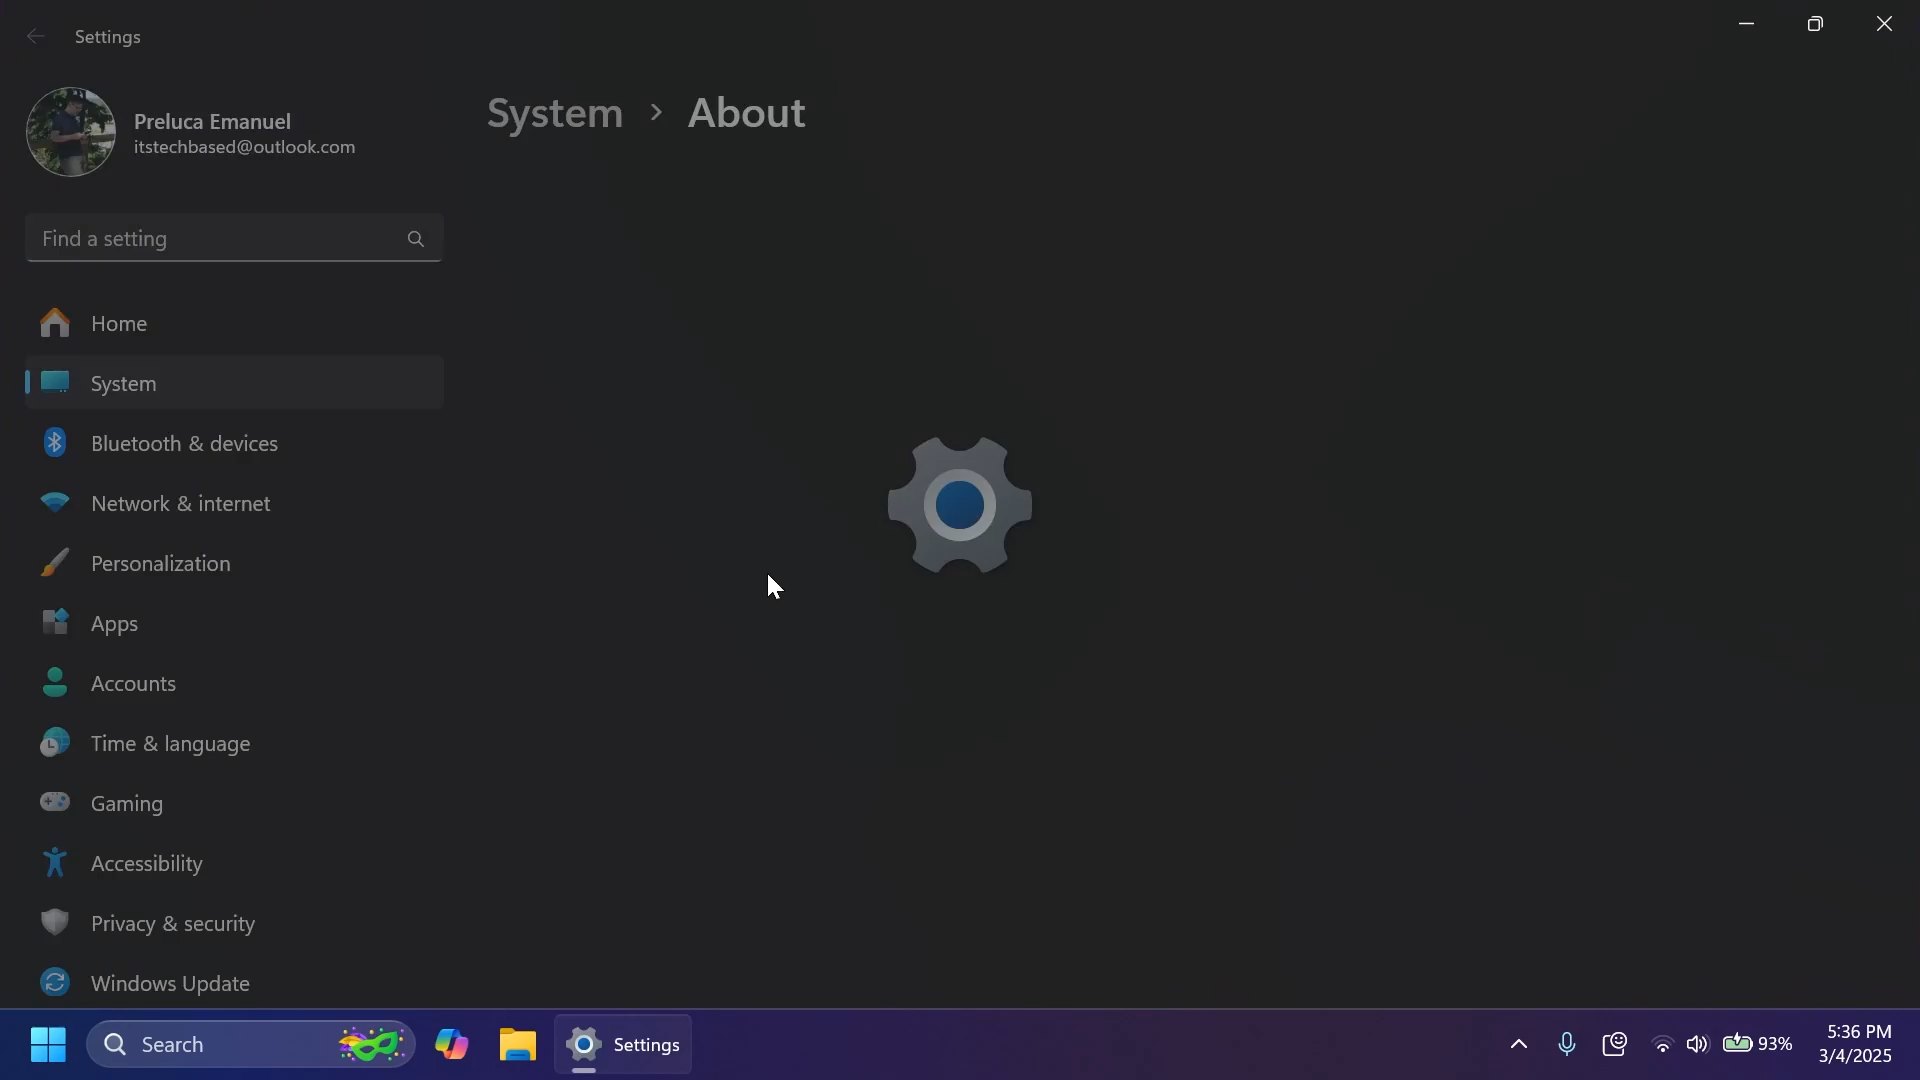 Settings
Preluca Emanuel
itstechbased@outlook.com
Find a setting
Home
System
Bluetooth & devices
Network & internet
Personalization
Apps
Accounts
Time & language
Gaming
Accessibility
Privacy & security
Windows Update
System > About
Search
Settings
93%
5:36 PM
3/4/2025